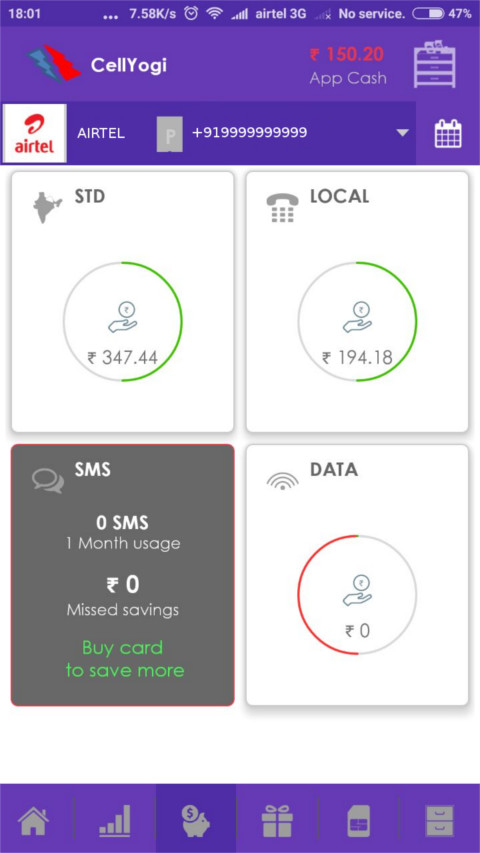 18:01 ... 7.58K/s airtel 3G No service. 47%
CellYogi
₹ 150.20
App Cash
airtel
AIRTEL P +919999999999
STD
₹ 347.44
LOCAL
₹ 194.18
SMS
0 SMS
1 Month usage
₹ 0
Missed savings
Buy card
to save more
DATA
₹ 0